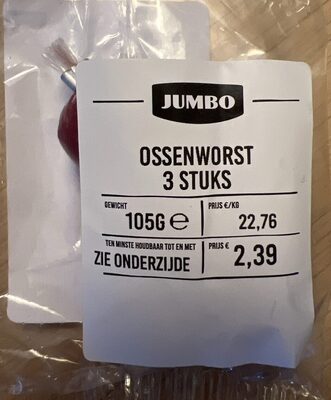 JUMBO
OSSENWORST
3 STUKS
GEWICHT
105G e
PRIJS €/KG
22,76
TEN MINSTE HOUDBAAR TOT EN MET
ZIE ONDERZIJDE
PRIJS €
2,39